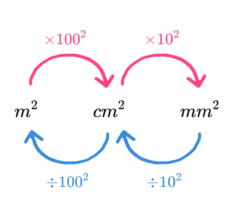 ×100² ×10²
m² cm² mm²
÷100² ÷10²